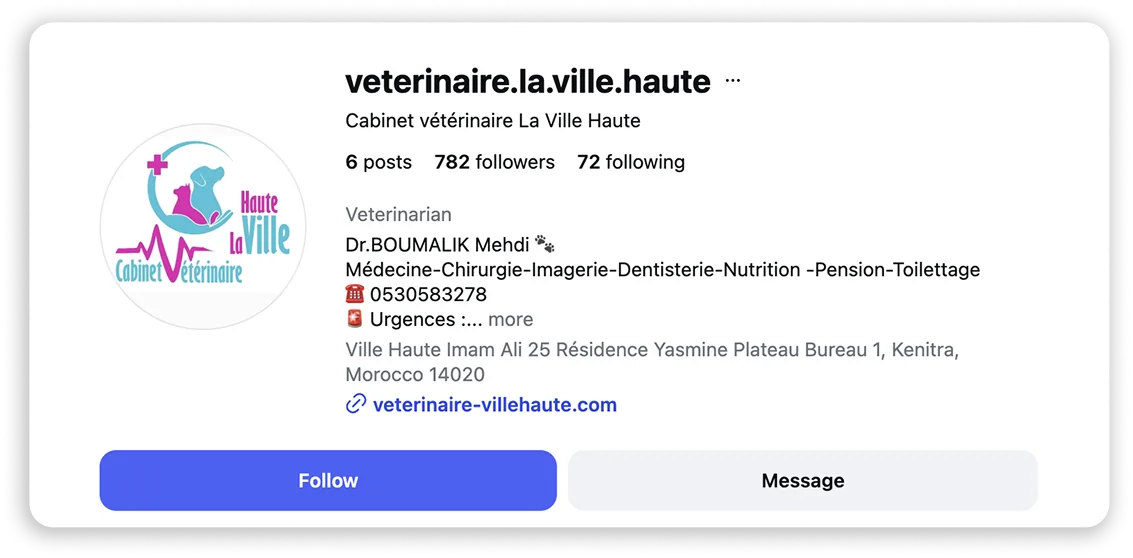 veterinaire.la.ville.haute ...
Cabinet vétérinaire La Ville Haute
6 posts 782 followers 72 following
Veterinarian
Dr.BOUMALIK Mehdi 🐾
Médecine-Chirurgie-Imagerie-Dentisterie-Nutrition -Pension-Toilettage
☎️ 0530583278
🚨 Urgences :... more
Ville Haute Imam Ali 25 Résidence Yasmine Plateau Bureau 1, Kenitra,
Morocco 14020
veterinaire-villehaute.com
Haute
La Ville
Cabinet Vétérinaire
Follow
Message